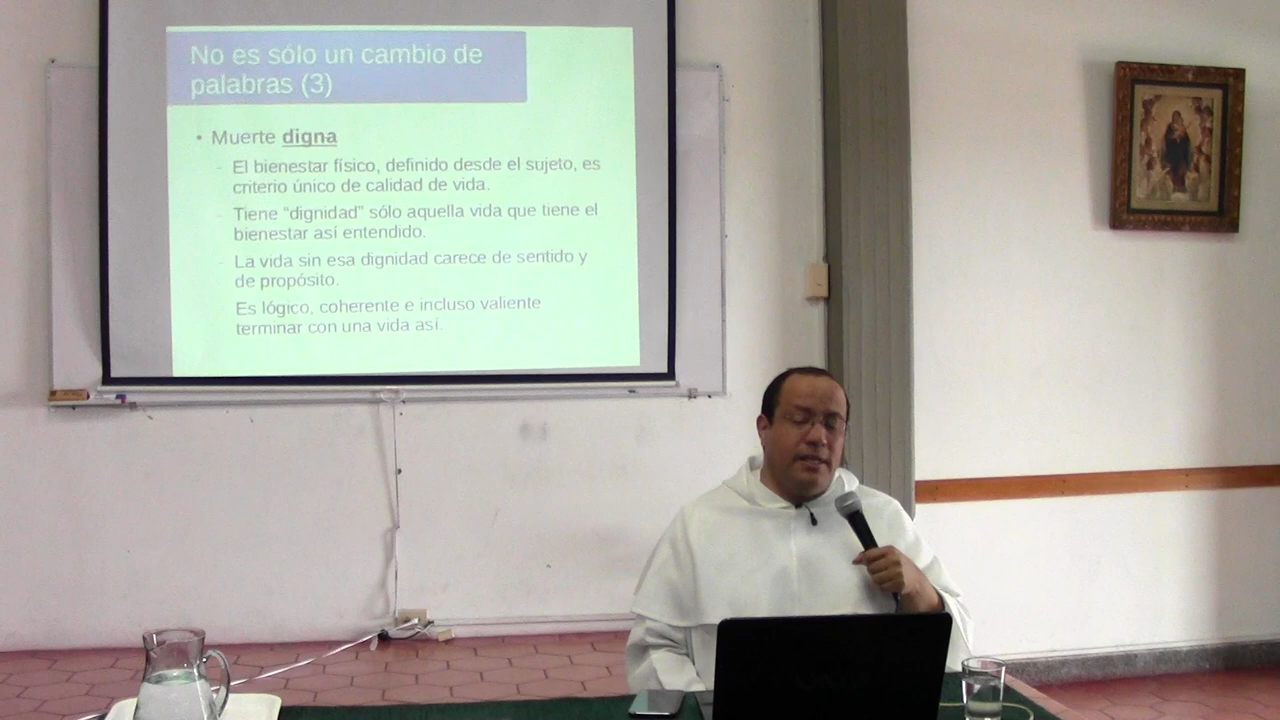 No es sólo un cambio de
palabras (3)
• Muerte digna
- El bienestar físico, definido desde el sujeto, es
criterio único de calidad de vida.
- Tiene “dignidad” sólo aquella vida que tiene el
bienestar así entendido.
- La vida sin esa dignidad carece de sentido y
de propósito.
Es lógico, coherente e incluso valiente
terminar con una vida así.